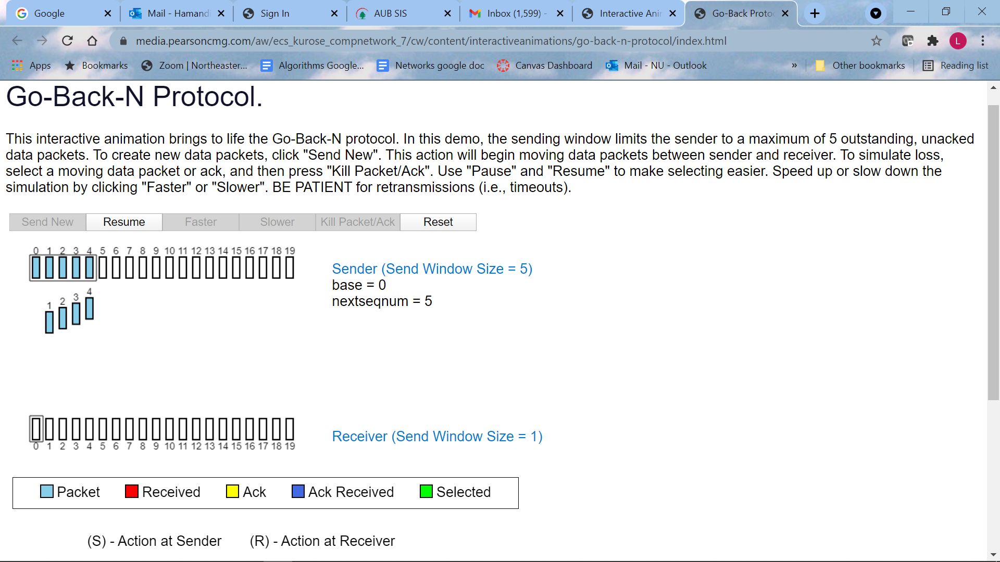 Google
Mail - Hamand
Sign In
AUB SIS
Inbox (1,599) -
Interactive Ani
Go-Back Proto
media.pearsoncmg.com/aw/ecs_kurose_compnetwork_7/cw/content/interactiveanimations/go-back-n-protocol/index.html
L
Apps
Bookmarks
Zoom | Northeaster...
Algorithms Google...
Networks google doc
Canvas Dashboard
Mail - NU - Outlook
»
Other bookmarks
Reading list
Go-Back-N Protocol.
This interactive animation brings to life the Go-Back-N protocol. In this demo, the sending window limits the sender to a maximum of 5 outstanding, unacked
data packets. To create new data packets, click "Send New". This action will begin moving data packets between sender and receiver. To simulate loss,
select a moving data packet or ack, and then press "Kill Packet/Ack". Use "Pause" and "Resume" to make selecting easier. Speed up or slow down the
simulation by clicking "Faster" or "Slower". BE PATIENT for retransmissions (i.e., timeouts).
Send New Resume Faster Slower Kill Packet/Ack Reset
0 1 2 3 4 5 6 7 8 9 10 11 12 13 14 15 16 17 18 19
Sender (Send Window Size = 5)
base = 0
nextseqnum = 5
1 2 3 4
Receiver (Send Window Size = 1)
0 1 2 3 4 5 6 7 8 9 10 11 12 13 14 15 16 17 18 19
Packet Received Ack Ack Received Selected
(S) - Action at Sender (R) - Action at Receiver